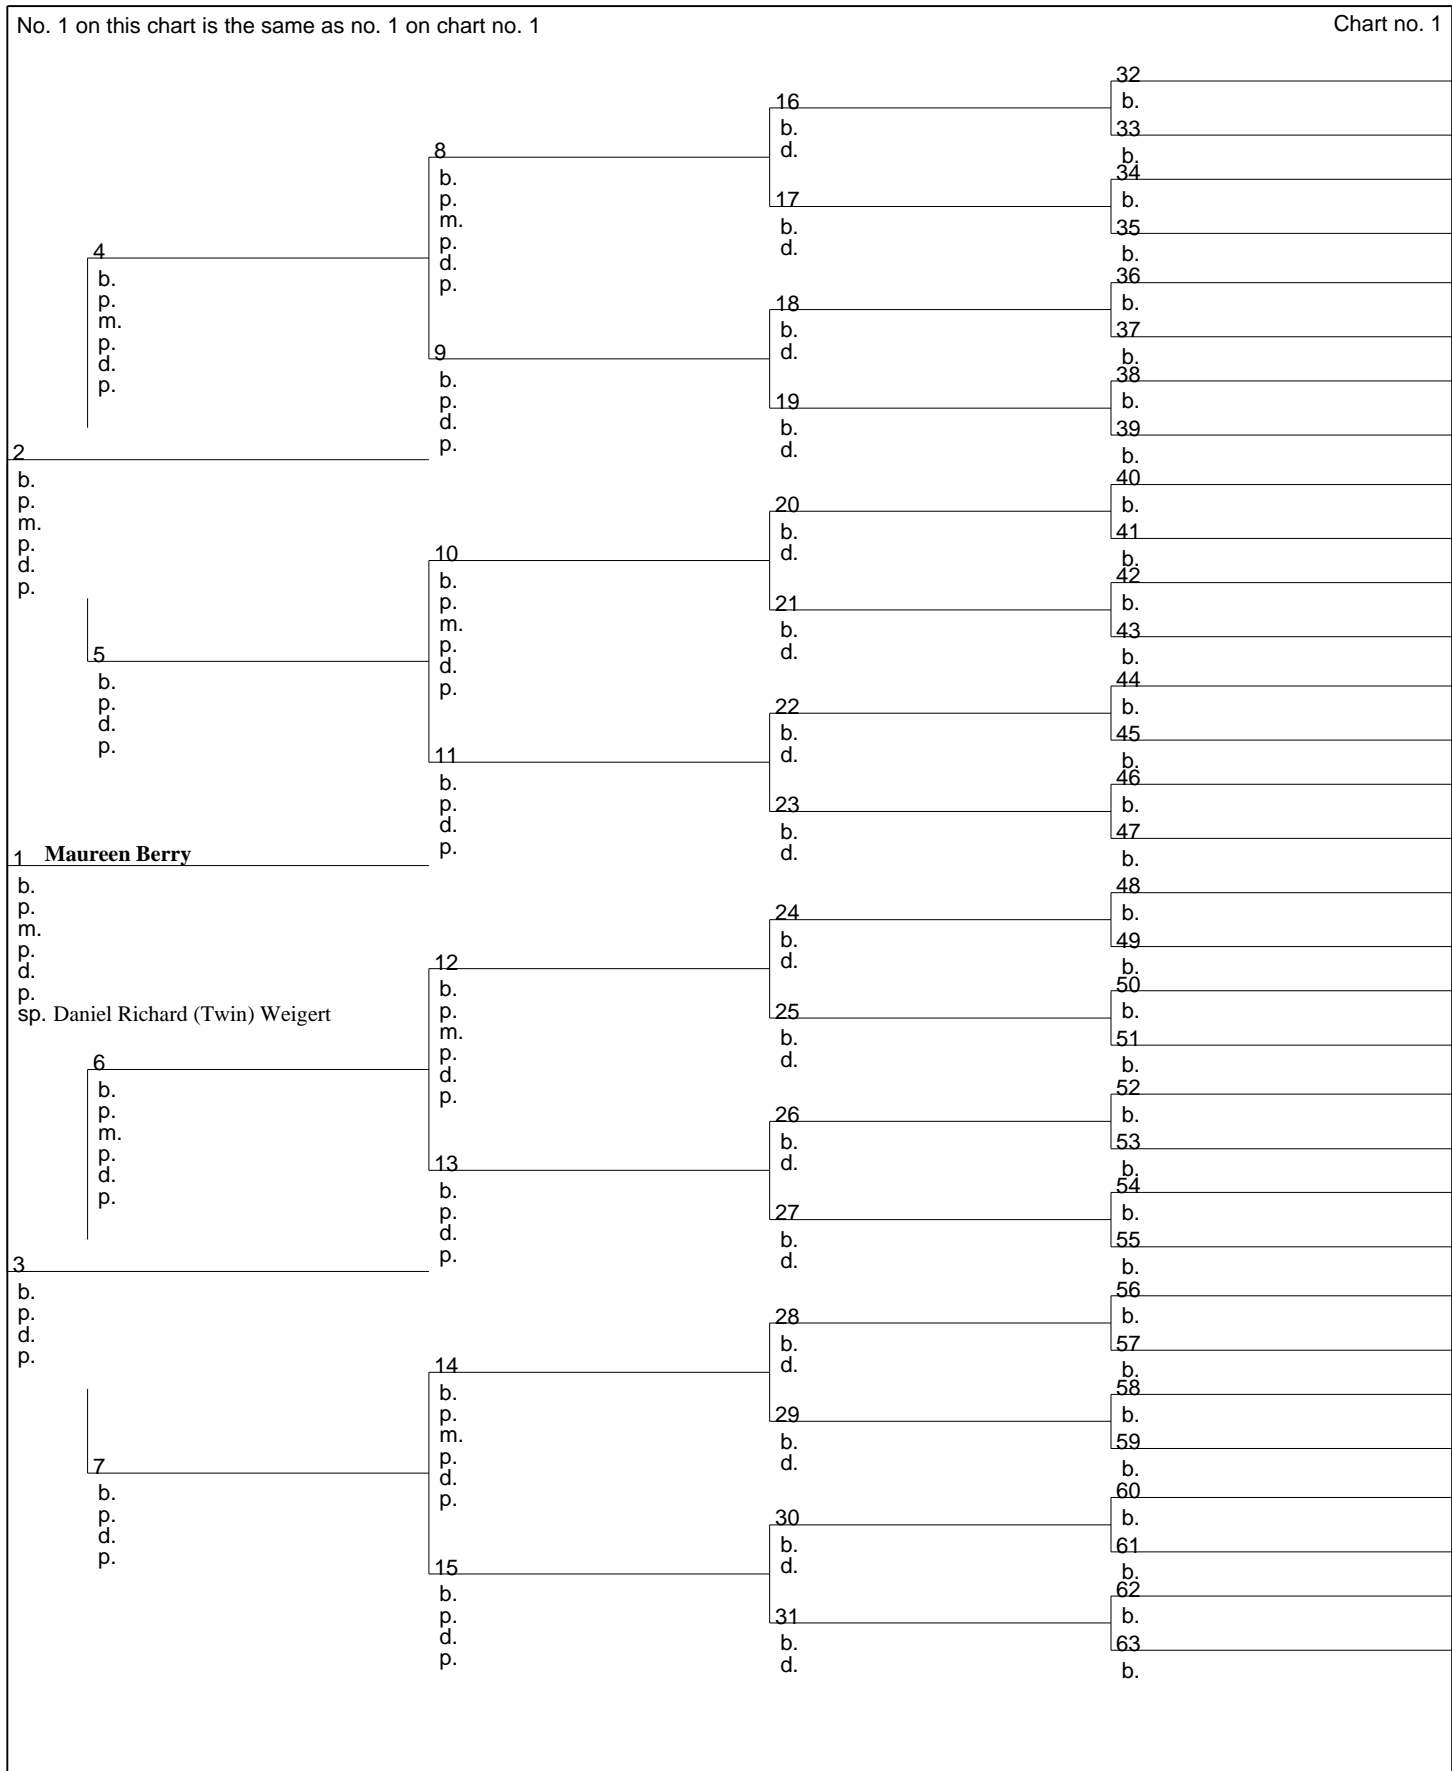 No. 1 on this chart is the same as no. 1 on chart no. 1
Chart no. 1
2
b.
p.
m.
p.
d.
p.
1 Maureen Berry
b.
p.
m.
p.
d.
p.
sp. Daniel Richard (Twin) Weigert
3
b.
p.
d.
p.
4
b.
p.
m.
p.
d.
p.
5
b.
p.
d.
p.
6
b.
p.
m.
p.
d.
p.
7
b.
p.
d.
p.
8
b.
p.
m.
p.
d.
p.
9
b.
p.
d.
p.
10
b.
p.
m.
p.
d.
p.
11
b.
p.
d.
p.
12
b.
p.
m.
p.
d.
p.
13
b.
p.
d.
p.
14
b.
p.
m.
p.
d.
p.
15
b.
p.
d.
p.
16
b.
d.
17
b.
d.
18
b.
d.
19
b.
d.
20
b.
d.
21
b.
d.
22
b.
d.
23
b.
d.
24
b.
d.
25
b.
d.
26
b.
d.
27
b.
d.
28
b.
d.
29
b.
d.
30
b.
d.
31
b.
d.
32
b.
33
b.
34
b.
35
b.
36
b.
37
b.
38
b.
39
b.
40
b.
41
b.
42
b.
43
b.
44
b.
45
b.
46
b.
47
b.
48
b.
49
b.
50
b.
51
b.
52
b.
53
b.
54
b.
55
b.
56
b.
57
b.
58
b.
59
b.
60
b.
61
b.
62
b.
63
b.